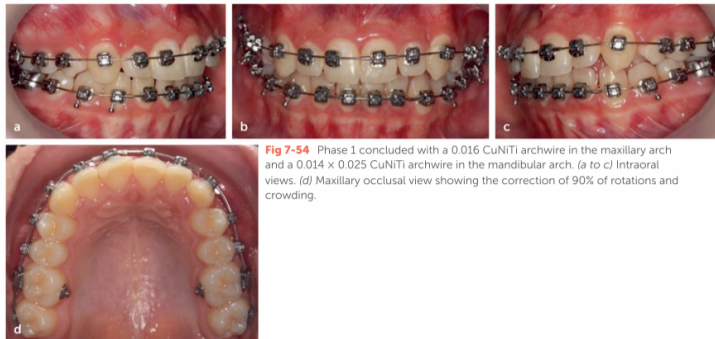 a
b
c
Fig 7-54 Phase 1 concluded with a 0.016 CuNiTi archwire in the maxillary arch
and a 0.014 × 0.025 CuNiTi archwire in the mandibular arch. (a to c) Intraoral
views. (d) Maxillary occlusal view showing the correction of 90% of rotations and
crowding.
d